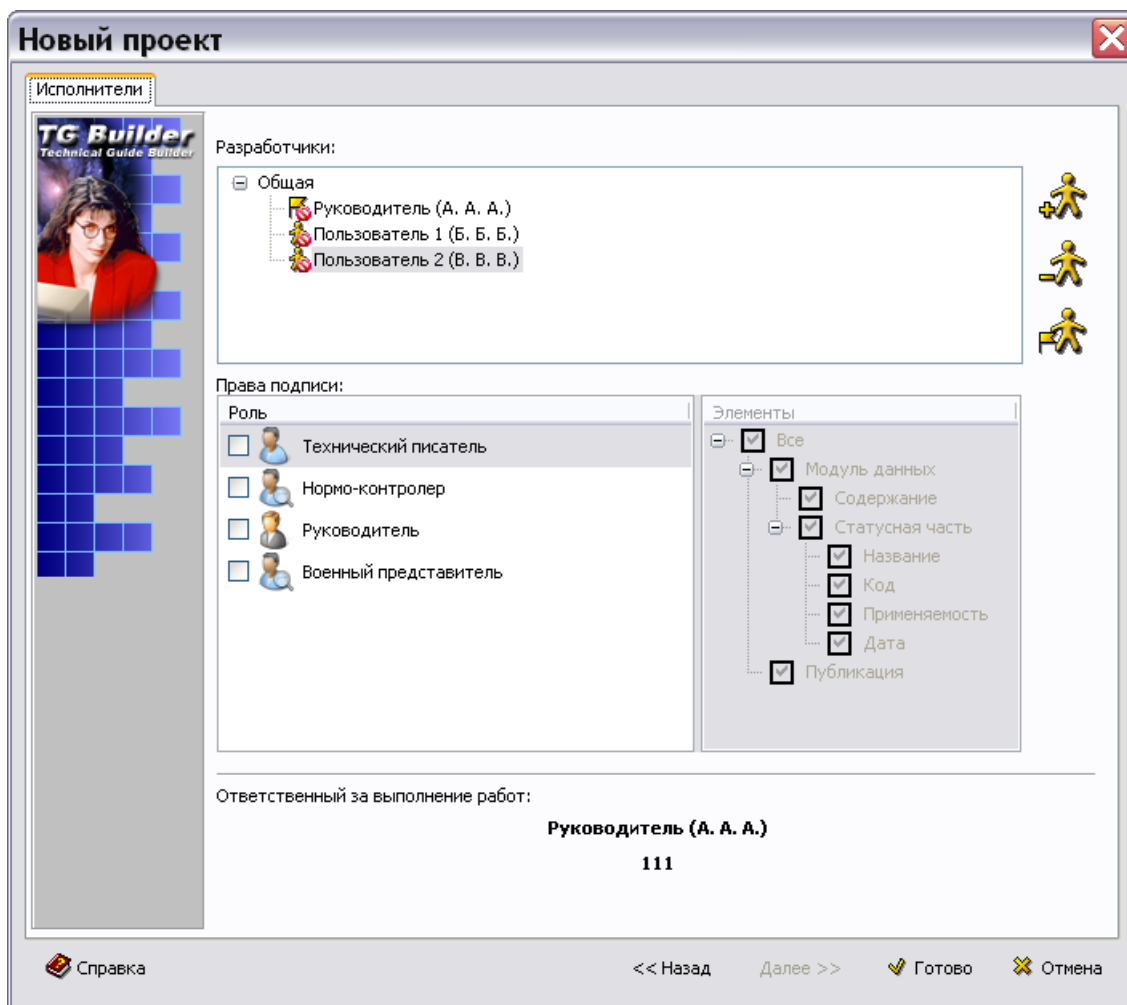 Новый проект
Исполнители
TG Builder
Technical Guide Builder
Разработчики:
Общая
Руководитель (А. А. А.)
Пользователь 1 (Б. Б. Б.)
Пользователь 2 (В. В. В.)
Права подписи:
Роль
Технический писатель
Нормо-контролер
Руководитель
Военный представитель
Элементы
Все
Модуль данных
Содержание
Статусная часть
Название
Код
Применяемость
Дата
Публикация
Ответственный за выполнение работ:
Руководитель (А. А. А.)
111
Справка
<< Назад
Далее >>
Готово
Отмена